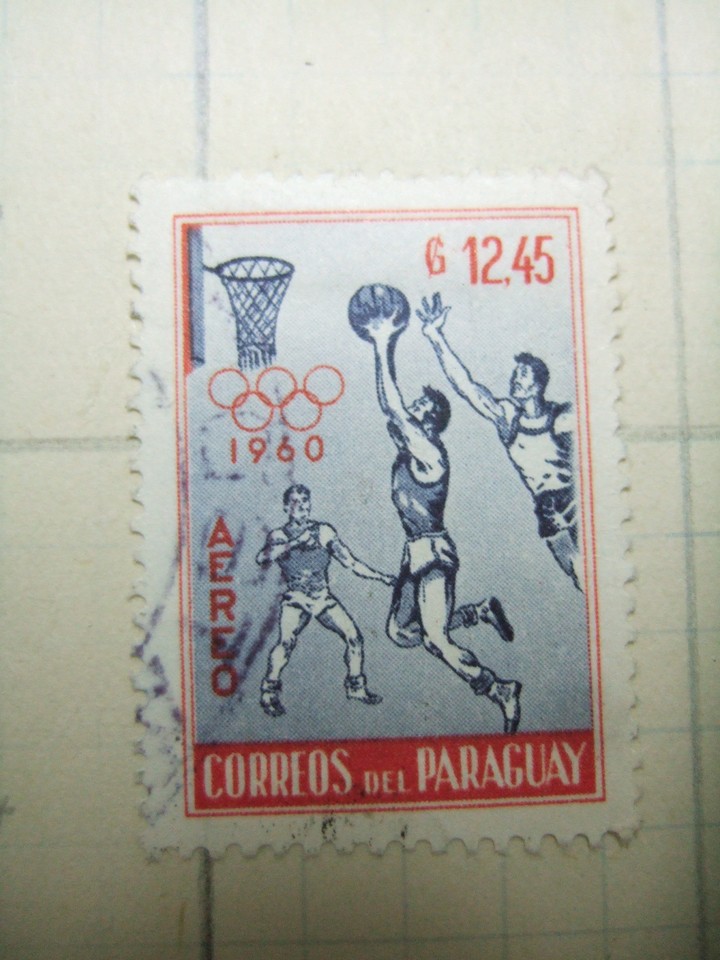 ₲ 12,45
1960
AEREO
CORREOS DEL PARAGUAY